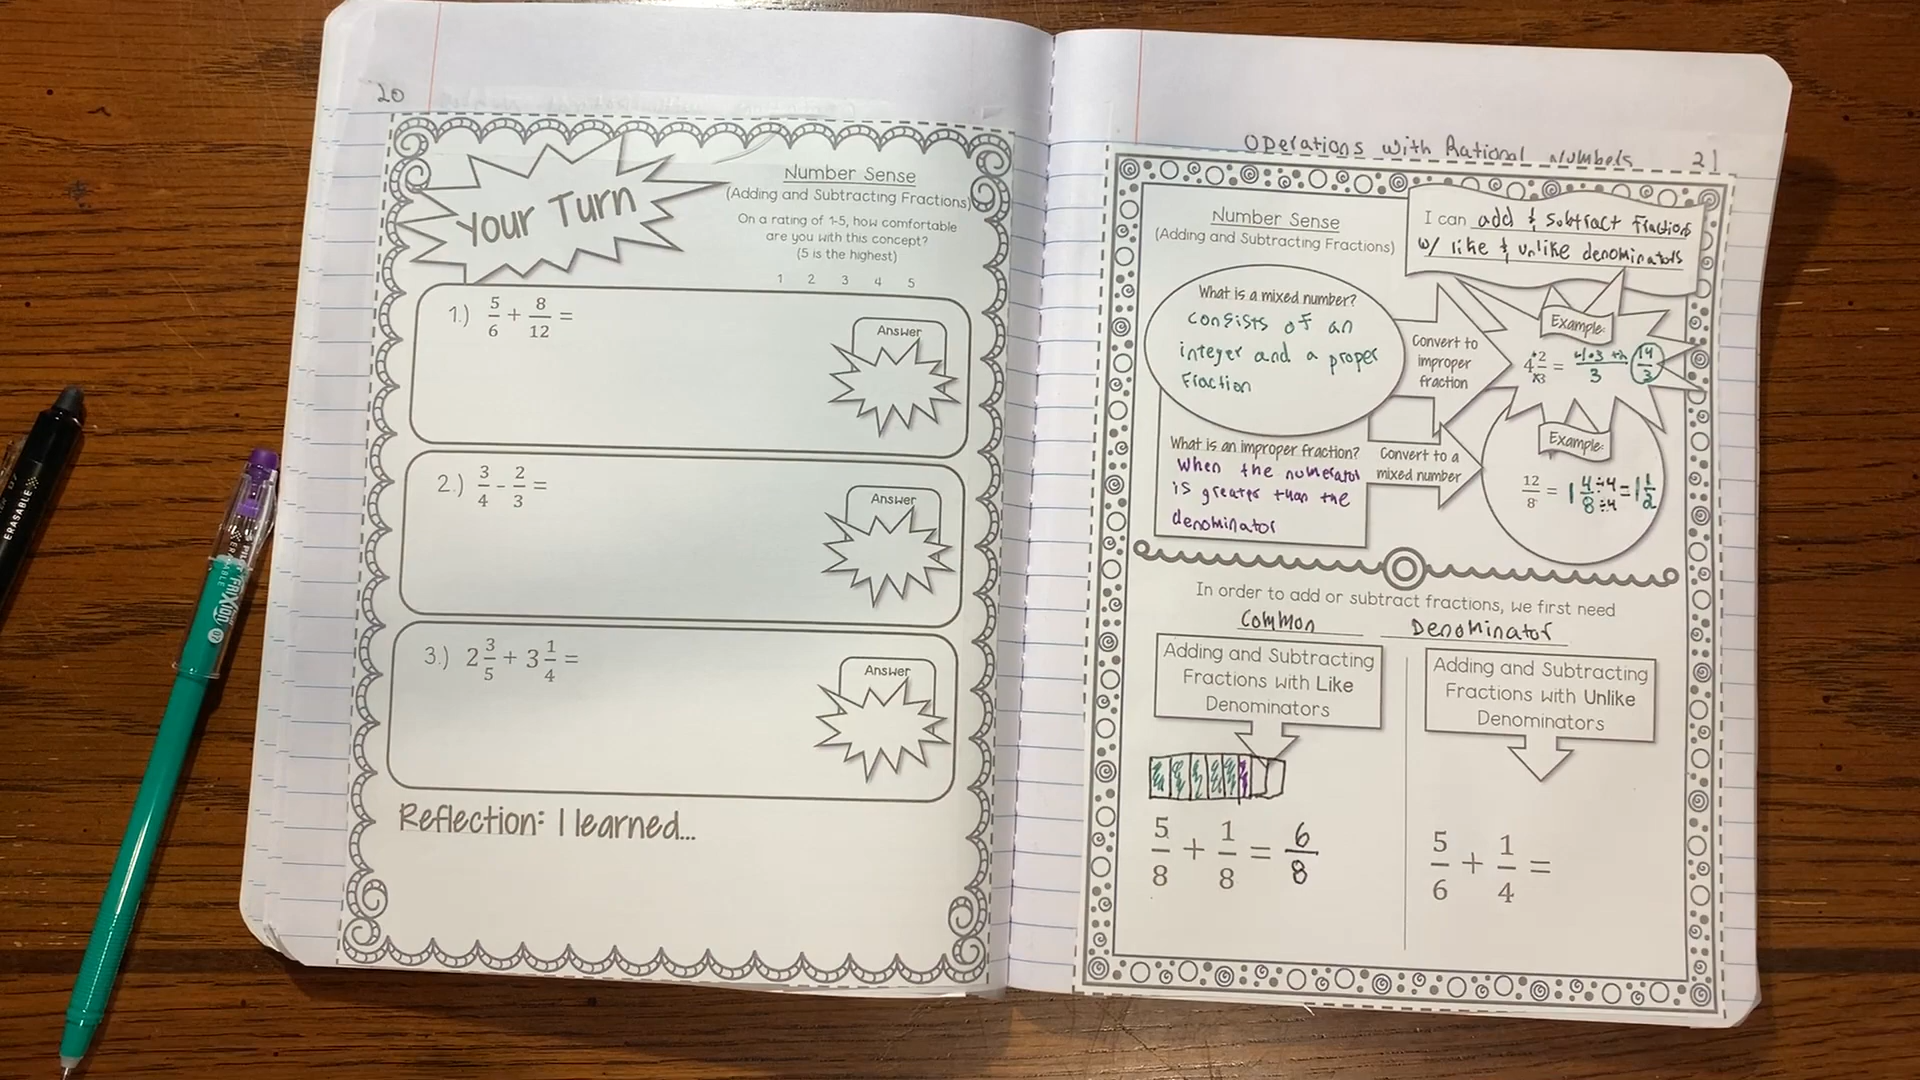 20
Your Turn
Number Sense
(Adding and Subtracting Fractions)
On a rating of 1-5, how comfortable
are you with this concept?
(5 is the highest)
1 2 3 4 5
1.) 5/6 + 8/12 =
Answer
2.) 3/4 - 2/3 =
Answer
3.) 2 3/5 + 3 1/4 =
Answer
Reflection: I learned...
Operations with Rational Numbers 21
Number Sense
(Adding and Subtracting Fractions)
I can add & subtract fractions
w/ like & unlike denominators
What is a mixed number?
consists of an
integer and a proper
fraction
Convert to
improper
fraction
Example:
4 +2/x3 = 4•3+2/3 14/3
What is an improper fraction?
When the numerator
is greater than the
denominator
Convert to a
mixed number
Example:
12/8 = 1 4÷4/8÷4 = 1 1/2
In order to add or subtract fractions, we first need
Common Denominator
Adding and Subtracting
Fractions with Like
Denominators
5/8 + 1/8 = 6/8
Adding and Subtracting
Fractions with Unlike
Denominators
5/6 + 1/4 =
ERASABLE
PILOT FRIXION 07
ERASABLE